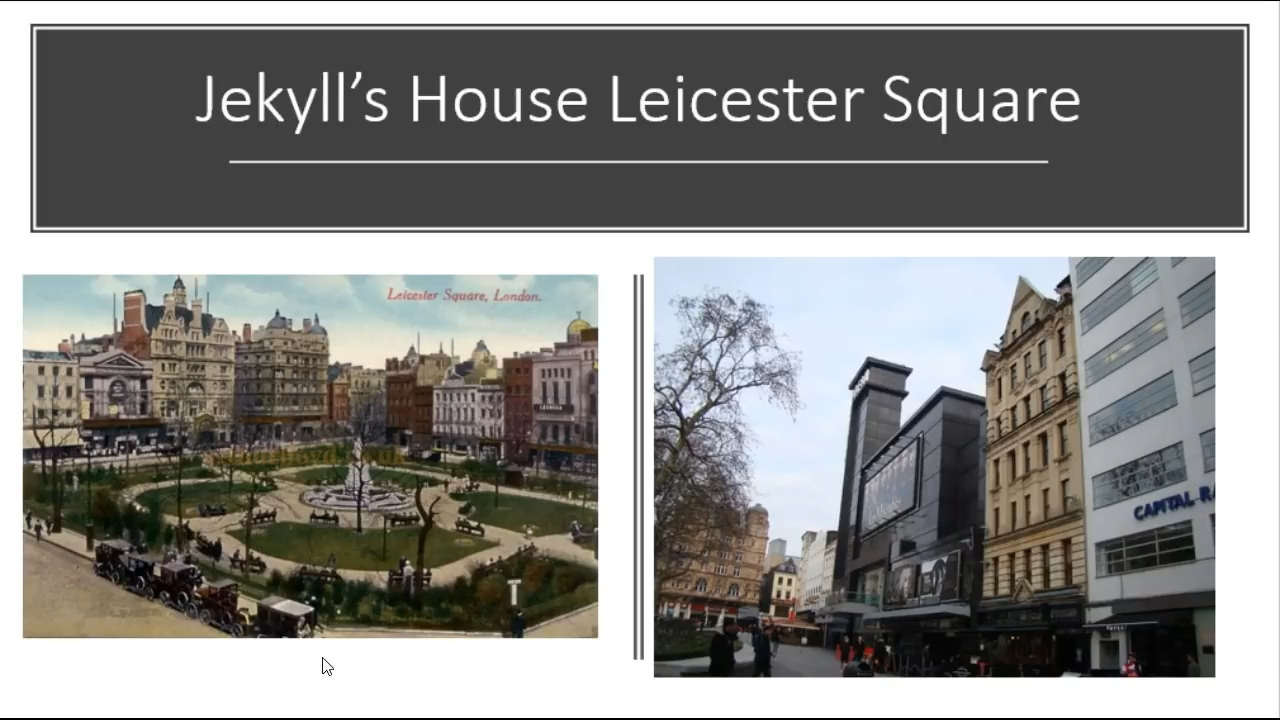 Jekyll’s House Leicester Square
Leicester Square, London.
CAPITAL RA